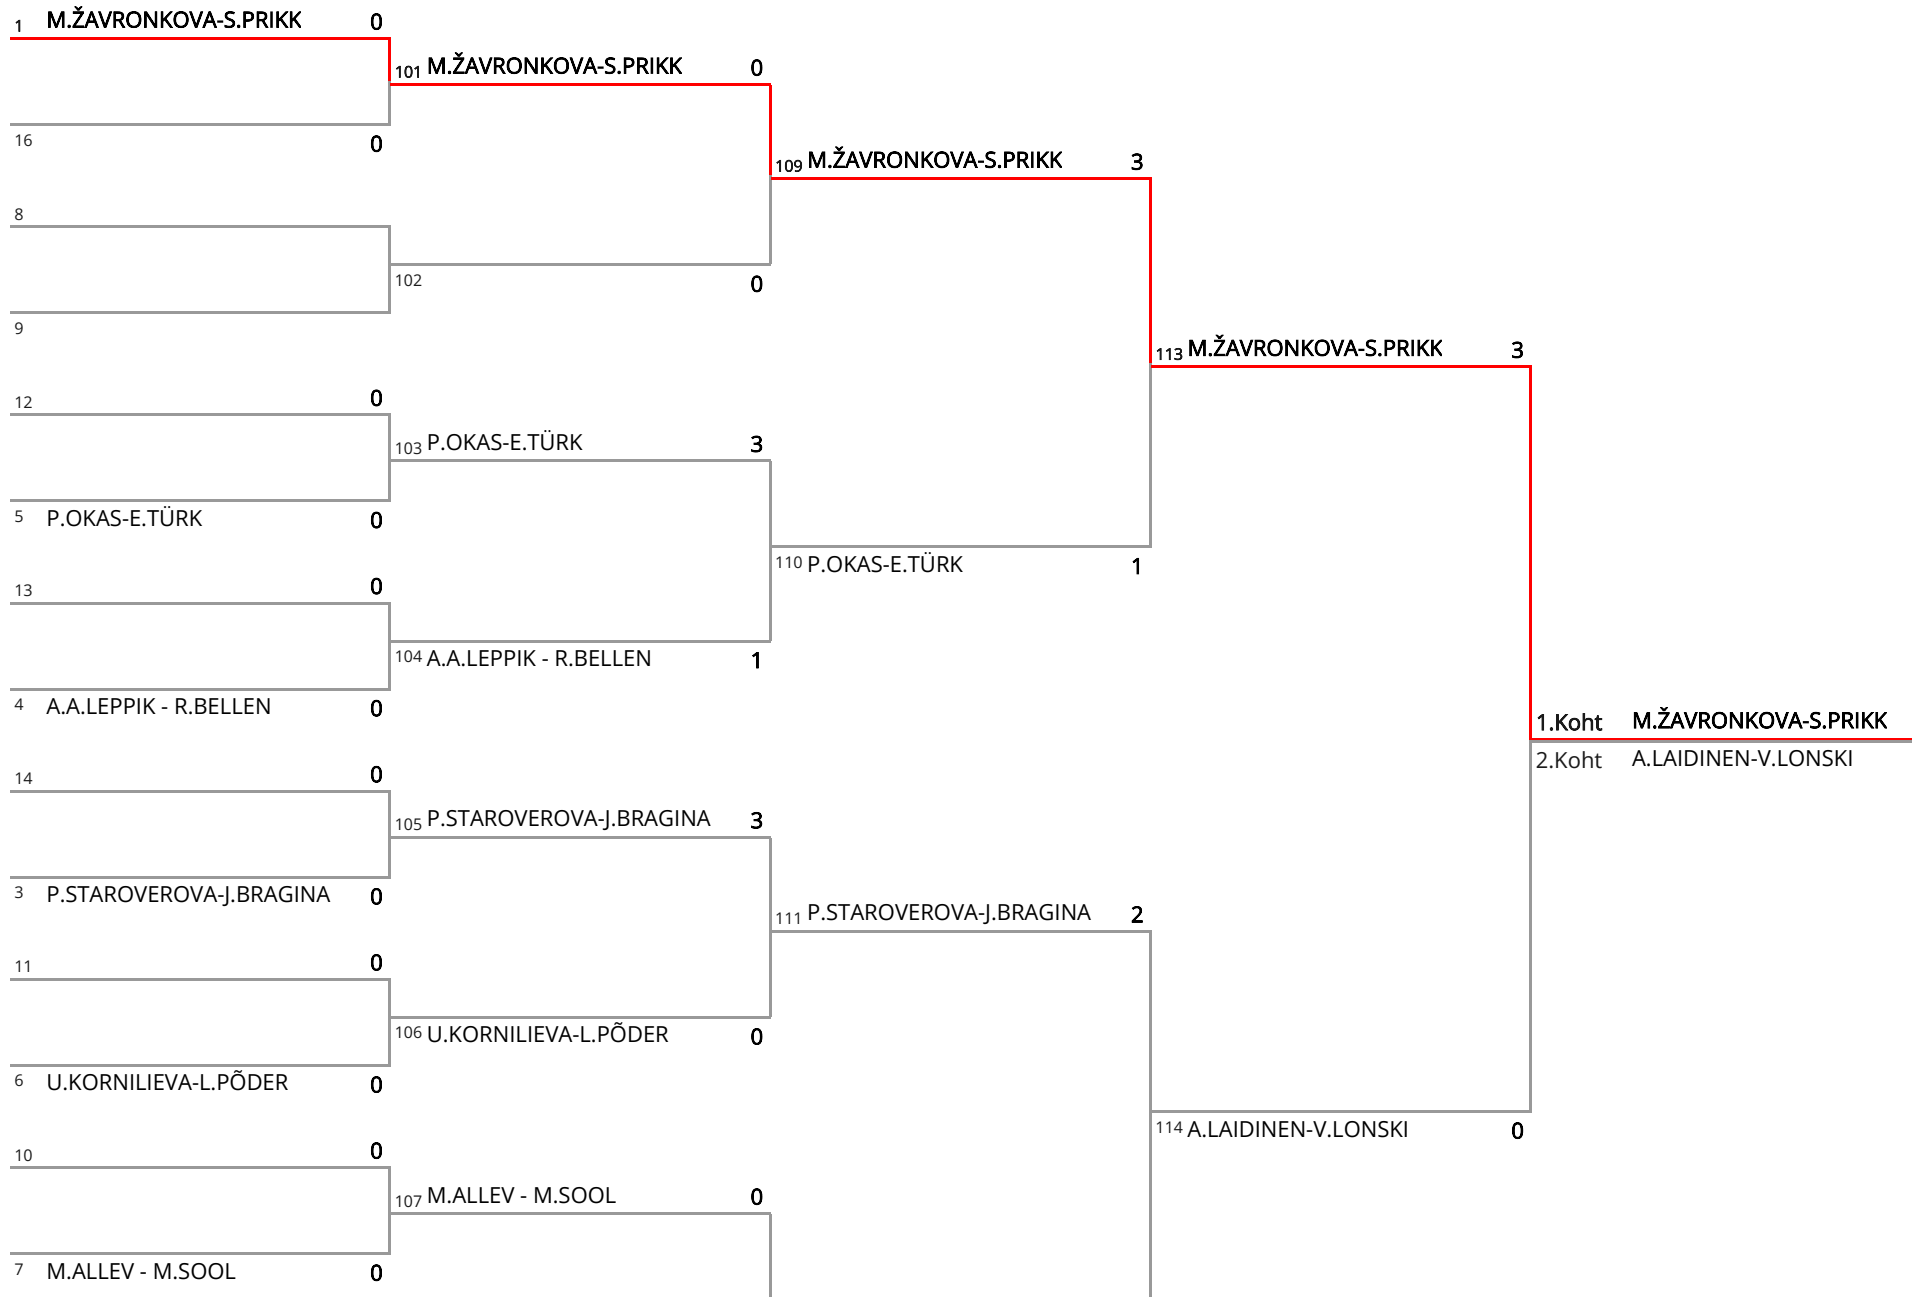 1 M.ŽAVRONKOVA-S.PRIKK 0
101 M.ŽAVRONKOVA-S.PRIKK 0
16 0
109 M.ŽAVRONKOVA-S.PRIKK 3
8
102 0
9
113 M.ŽAVRONKOVA-S.PRIKK 3
12 0
103 P.OKAS-E.TÜRK 3
5 P.OKAS-E.TÜRK 0
110 P.OKAS-E.TÜRK 1
13 0
104 A.A.LEPPIK - R.BELLEN 1
4 A.A.LEPPIK - R.BELLEN 0
1.Koht M.ŽAVRONKOVA-S.PRIKK
2.Koht A.LAIDINEN-V.LONSKI
14 0
105 P.STAROVEROVA-J.BRAGINA 3
3 P.STAROVEROVA-J.BRAGINA 0
111 P.STAROVEROVA-J.BRAGINA 2
11 0
106 U.KORNILIEVA-L.PÕDER 0
6 U.KORNILIEVA-L.PÕDER 0
114 A.LAIDINEN-V.LONSKI 0
10 0
107 M.ALLEV - M.SOOL 0
7 M.ALLEV - M.SOOL 0